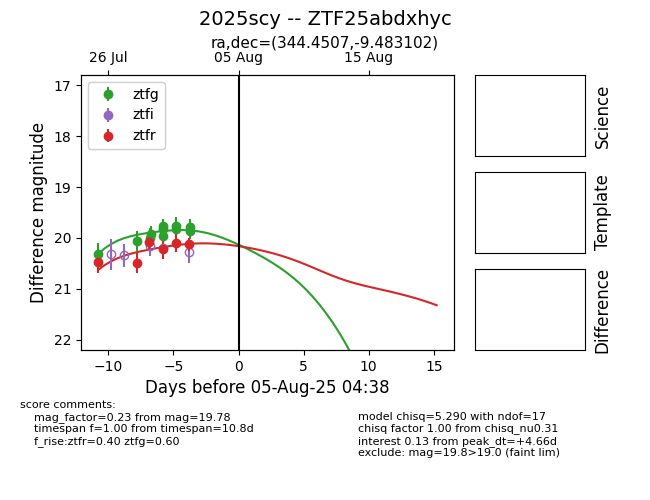 2025scy -- ZTF25abdxhyc
ra,dec=(344.4507,-9.483102)
26 Jul 05 Aug 15 Aug
ztfg
ztfi
ztfr
17
18
19
20
21
22
Difference magnitude
−10 −5 0 5 10 15
Days before 05-Aug-25 04:38
Science
Template
Difference
score comments:
mag_factor=0.23 from mag=19.78
timespan f=1.00 from timespan=10.8d
f_rise:ztfr=0.40 ztfg=0.60
model chisq=5.290 with ndof=17
chisq factor 1.00 from chisq_nu0.31
interest 0.13 from peak_dt=+4.66d
exclude: mag=19.8>19.0 (faint lim)